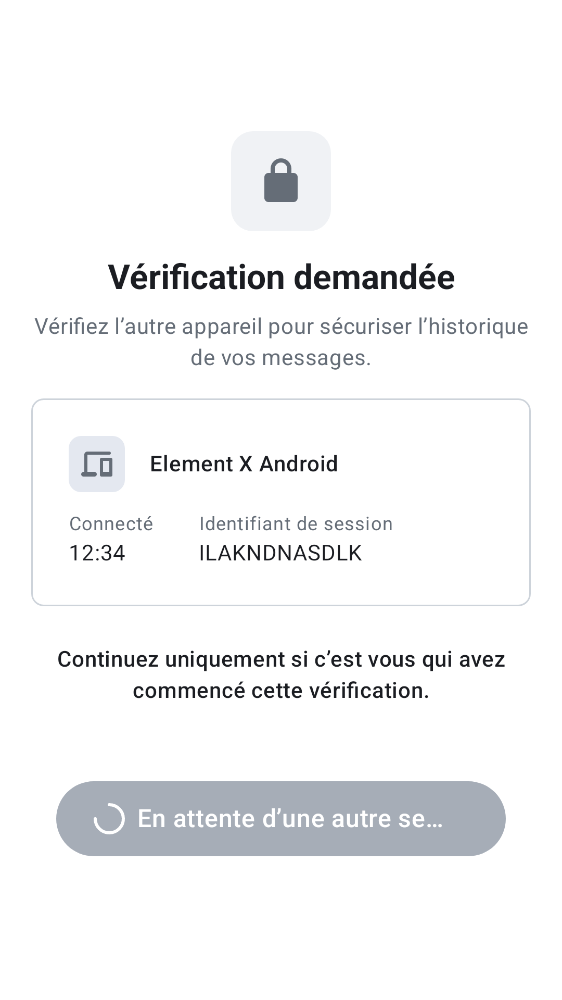 Vérification demandée
Vérifiez l’autre appareil pour sécuriser l’historique
de vos messages.
Element X Android
Connecté Identifiant de session
12:34 ILAKNDNASDLK
Continuez uniquement si c’est vous qui avez
commencé cette vérification.
En attente d’une autre se…